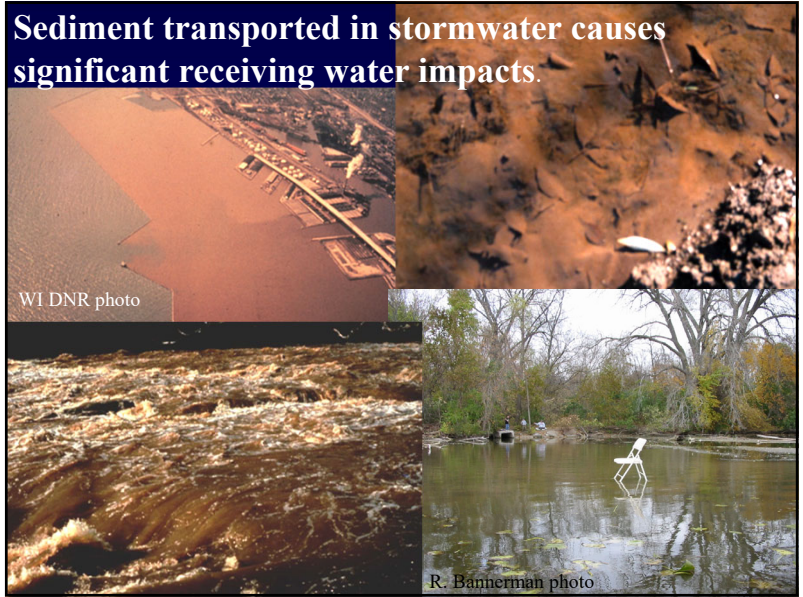 Sediment transported in stormwater causes
significant receiving water impacts.
WI DNR photo
R. Bannerman photo